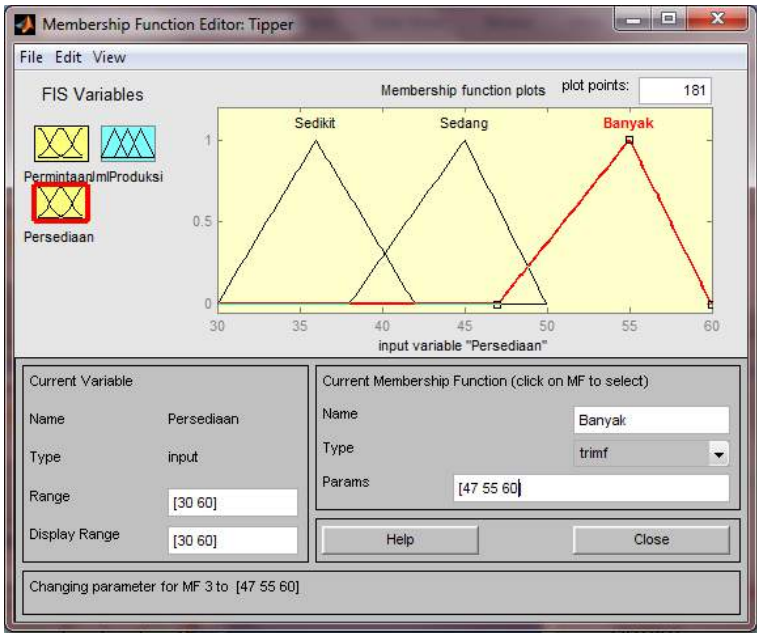 Membership Function Editor: Tipper
File Edit View
FIS Variables
Membership function plots
plot points:
181
Permintaan
JmlProduksi
Persediaan
Sedikit
Sedang
Banyak
1
0.5
0
30 35 40 45 50 55 60
input variable "Persediaan"
Current Variable
Name
Persediaan
Type
input
Range
[30 60]
Display Range
[30 60]
Current Membership Function (click on MF to select)
Name
Banyak
Type
trimf
Params
[47 55 60]
Help
Close
Changing parameter for MF 3 to [47 55 60]